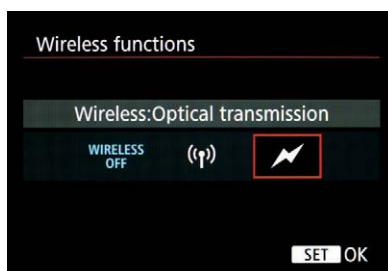 Wireless functions
Wireless:Optical transmission
WIRELESS
OFF
SET OK